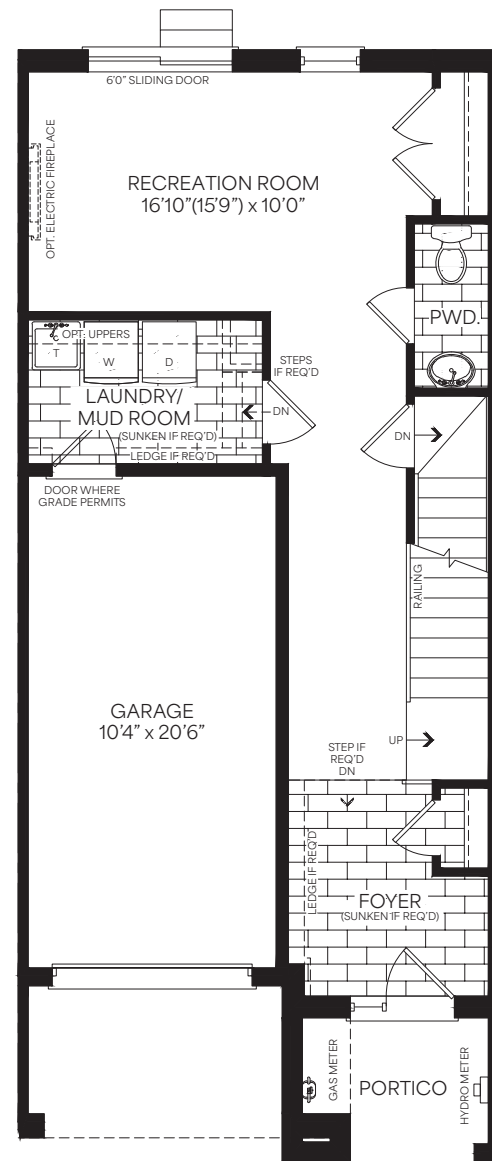 6'0" SLIDING DOOR
OPT. ELECTRIC FIREPLACE
RECREATION ROOM
16'10"(15'9") x 10'0"
PWD.
OPT. UPPERS
T
W
D
STEPS
IF REQ'D
LAUNDRY/
MUD ROOM
(SUNKEN IF REQ'D)
LEDGE IF REQ'D
DN
DN
DOOR WHERE
GRADE PERMITS
RAILING
GARAGE
10'4" x 20'6"
UP
STEP IF
REQ'D
DN
LEDGE IF REQ'D
FOYER
(SUNKEN IF REQ'D)
GAS METER
PORTICO
HYDRO METER